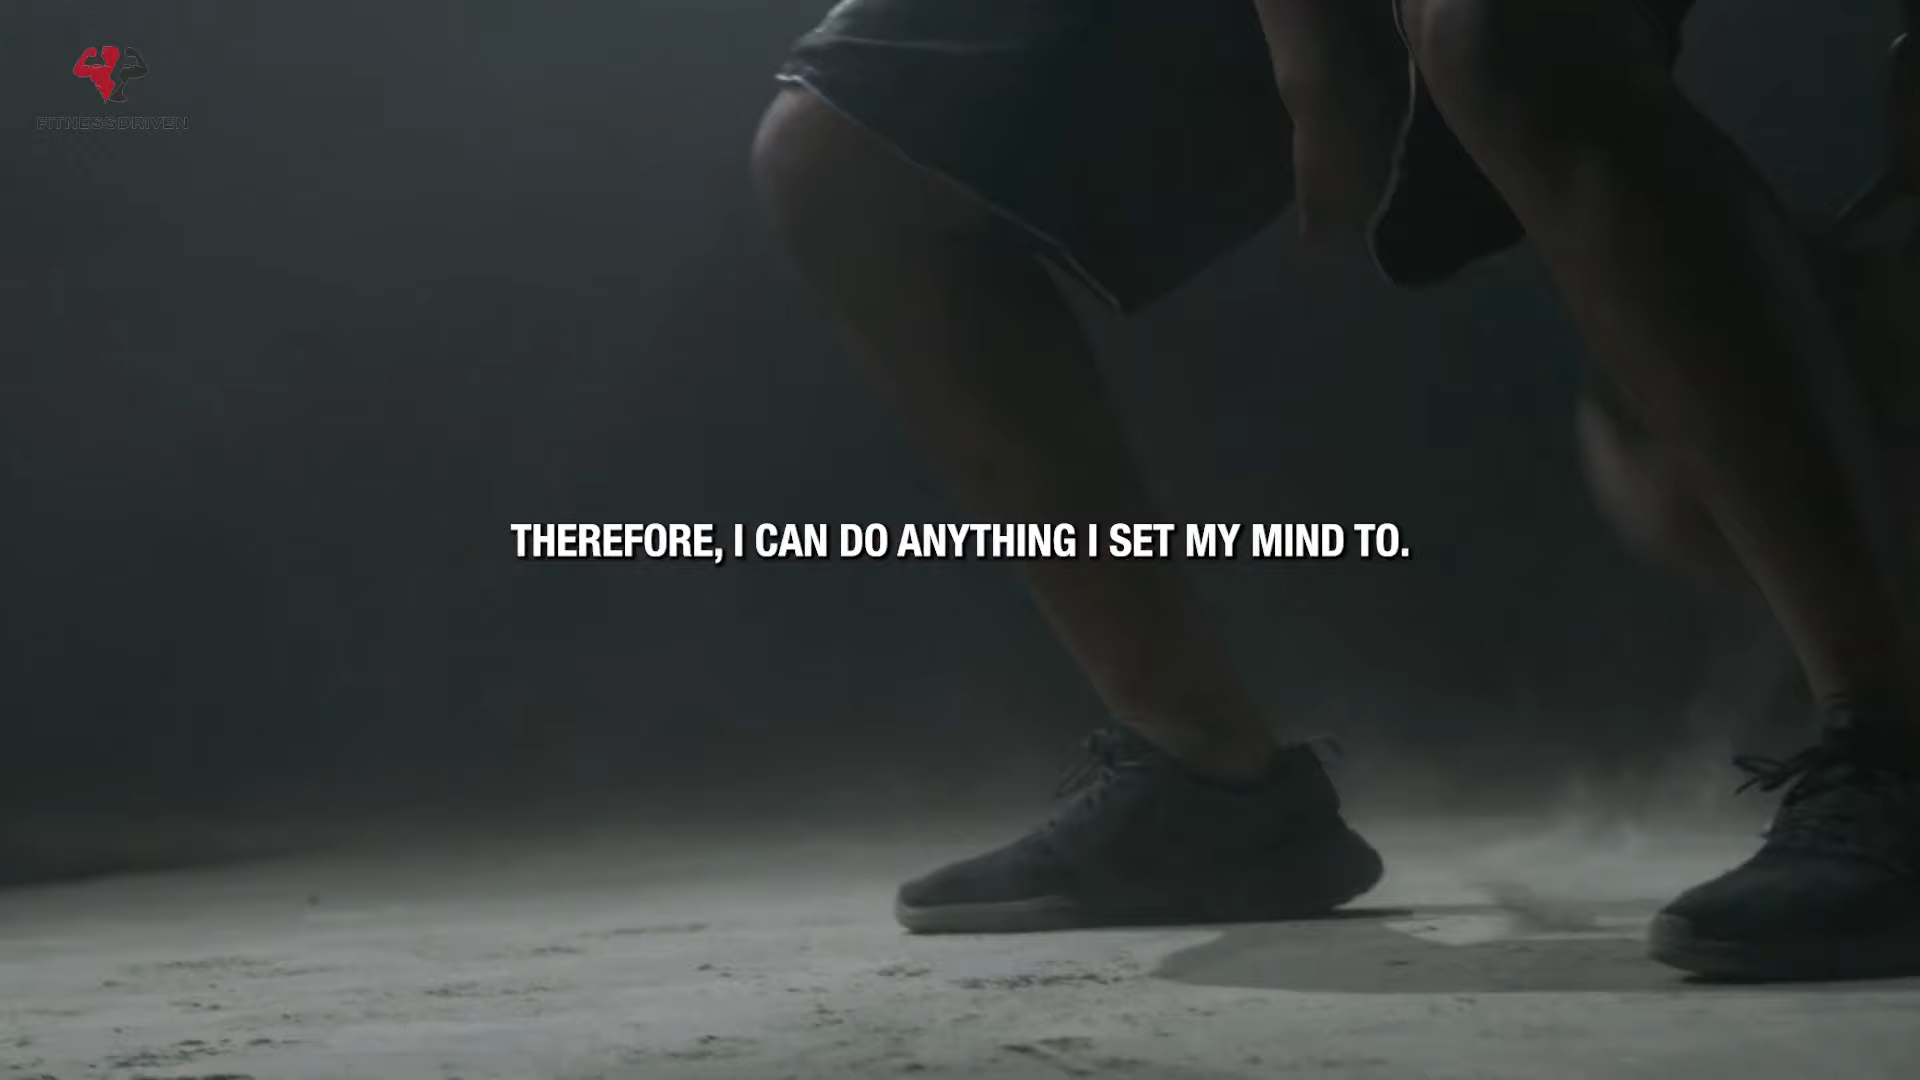 FITNESSDRIVEN
THEREFORE, I CAN DO ANYTHING I SET MY MIND TO.